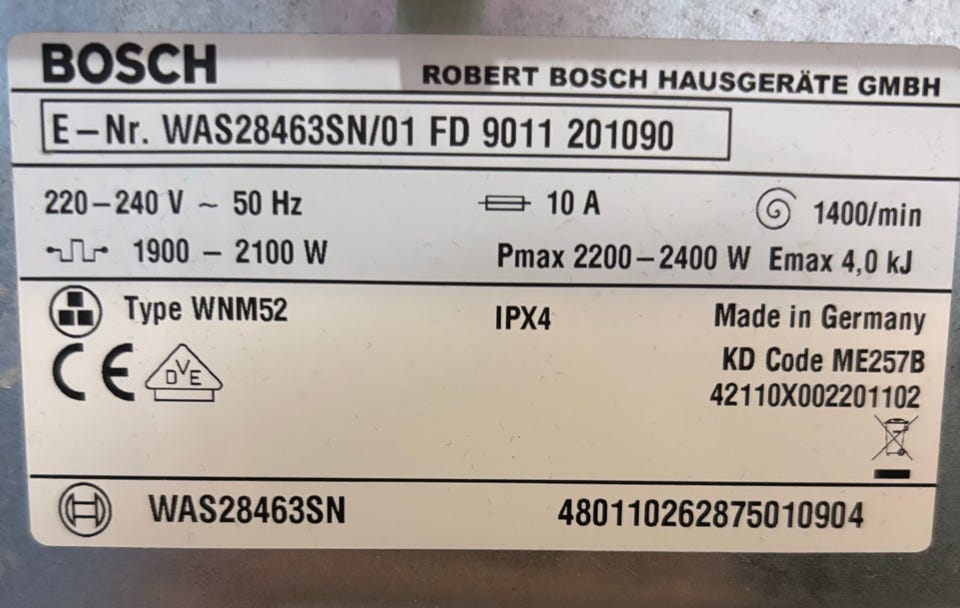 BOSCH
ROBERT BOSCH HAUSGERÄTE GMBH
E-Nr. WAS28463SN/01 FD 9011 201090
220-240 V ~ 50 Hz 10 A 1400/min
1900 - 2100 W Pmax 2200-2400 W Emax 4,0 kJ
Type WNM52 IPX4 Made in Germany
CE DVE KD Code ME257B
42110X002201102
WAS28463SN 480110262875010904